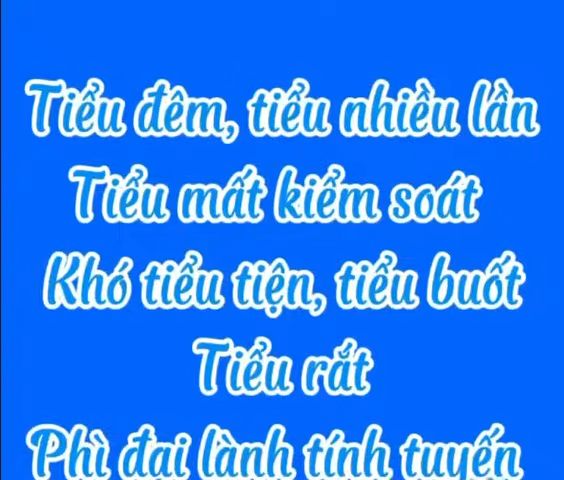 Tiểu đêm, tiểu nhiều lần
Tiểu mất kiểm soát
Khó tiểu tiện, tiểu buốt
Tiểu rắt
Phì đại lành tính tuyến